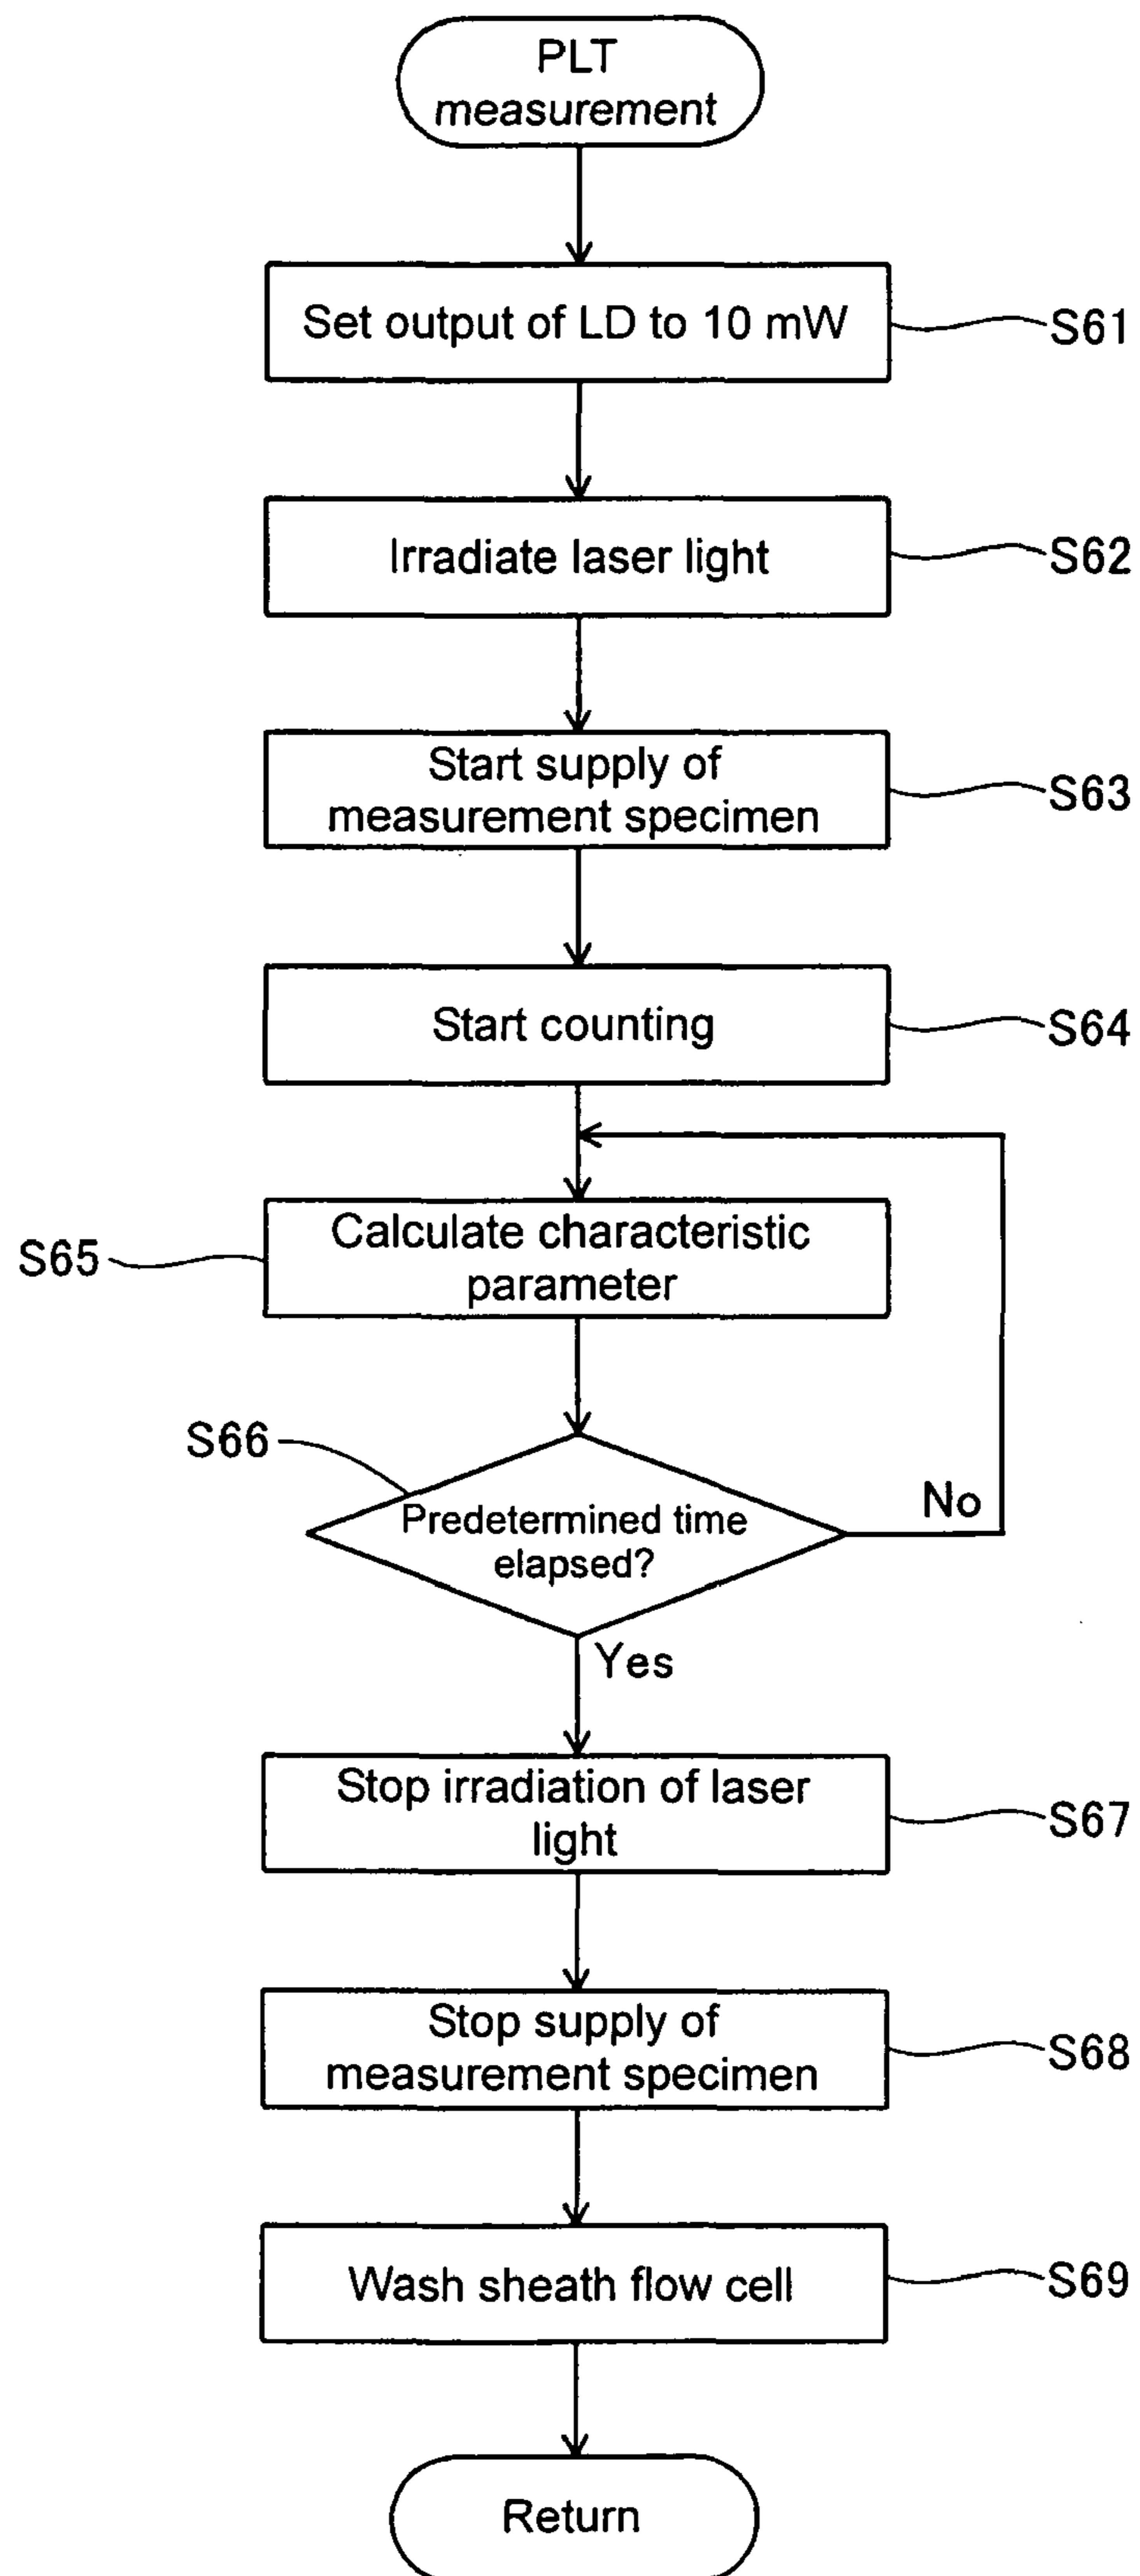 PLT
measurement
Set output of LD to 10 mW
S61
Irradiate laser light
S62
Start supply of
measurement specimen
S63
Start counting
S64
Calculate characteristic
parameter
S65
S66
Predetermined time
elapsed?
No
Yes
Stop irradiation of laser
light
S67
Stop supply of
measurement specimen
S68
Wash sheath flow cell
S69
Return